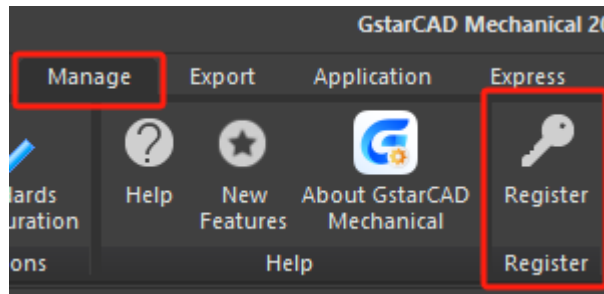 GstarCAD Mechanical 20
Manage Export Application Express
Help New Features About GstarCAD Mechanical Register
Help Register